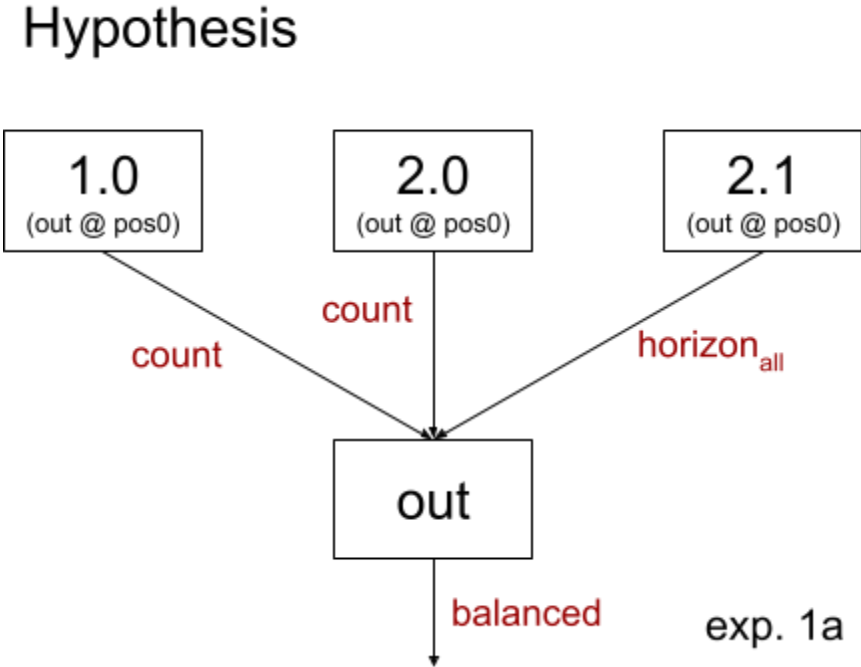 Hypothesis
1.0
(out @ pos0)
2.0
(out @ pos0)
2.1
(out @ pos0)
count
count
horizon_all
out
balanced
exp. 1a